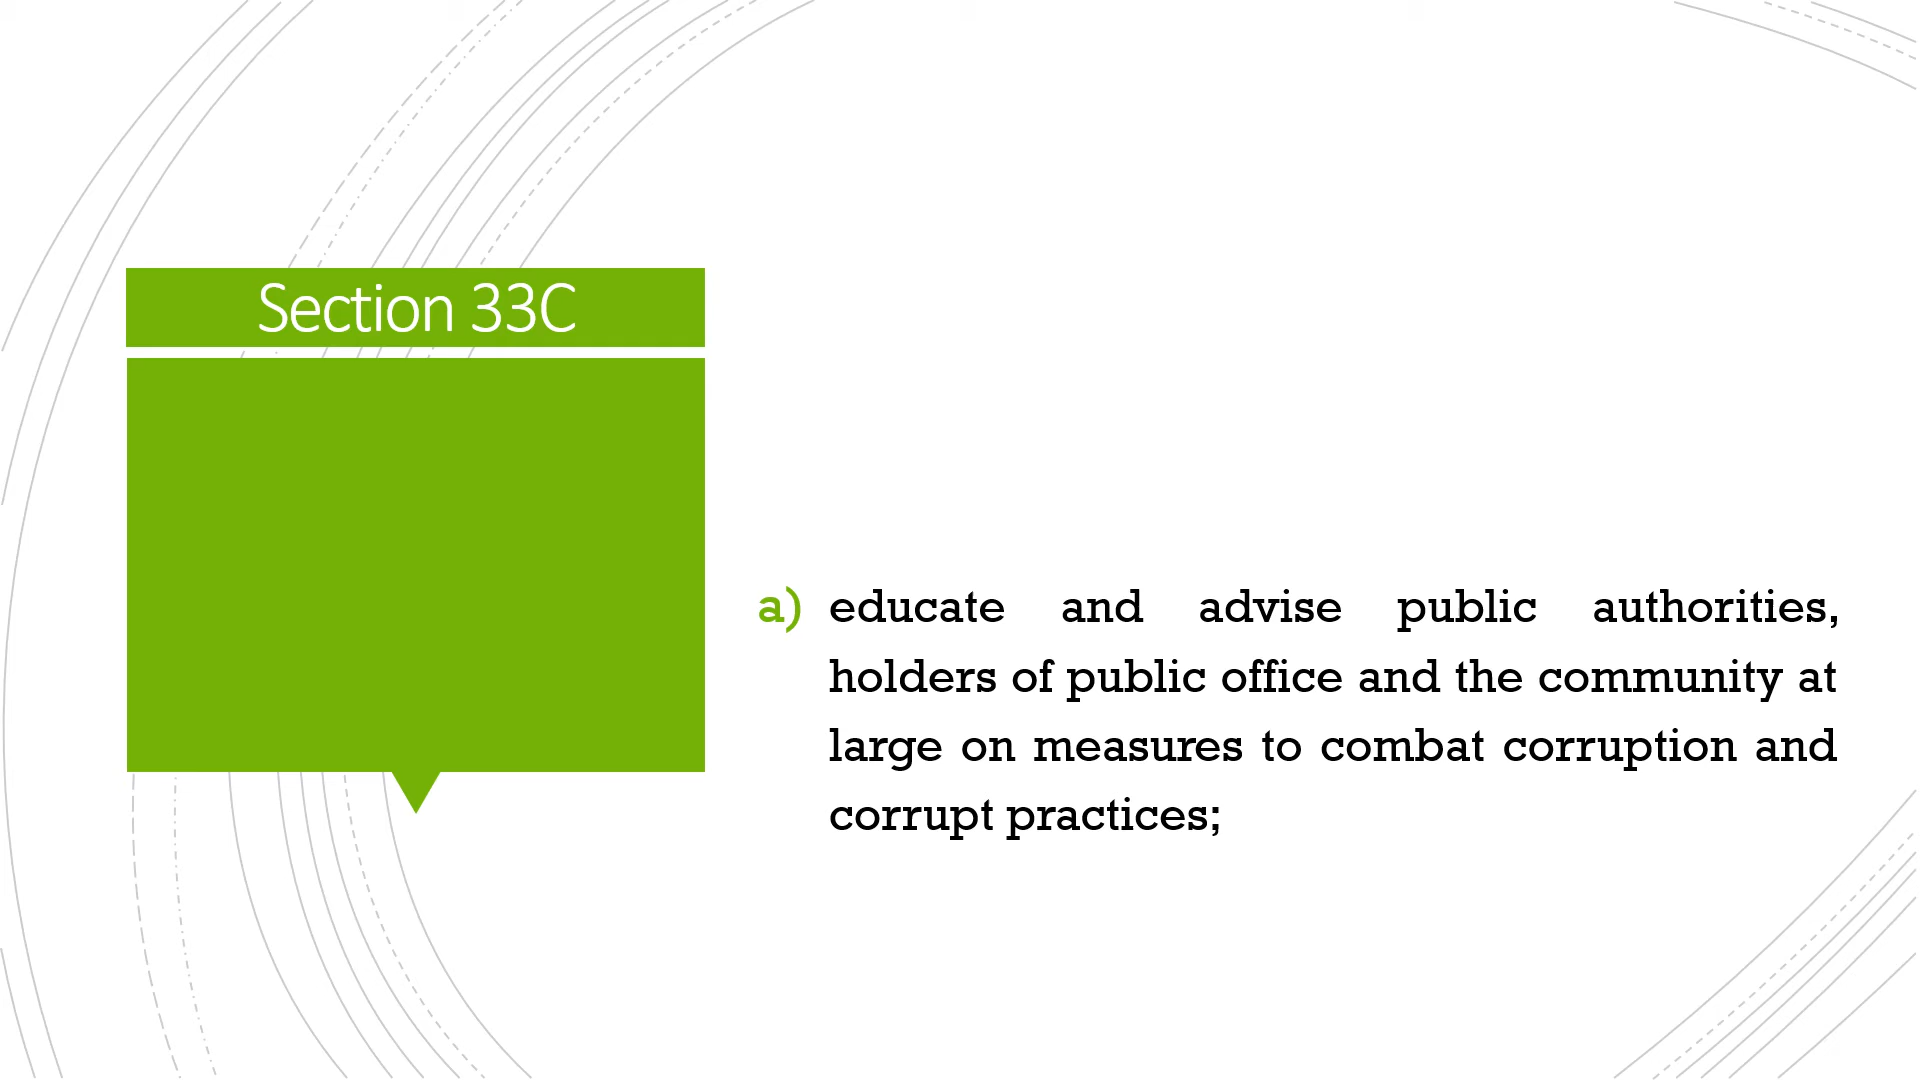 Section 33C
a) educate and advise public authorities,
holders of public office and the community at
large on measures to combat corruption and
corrupt practices;